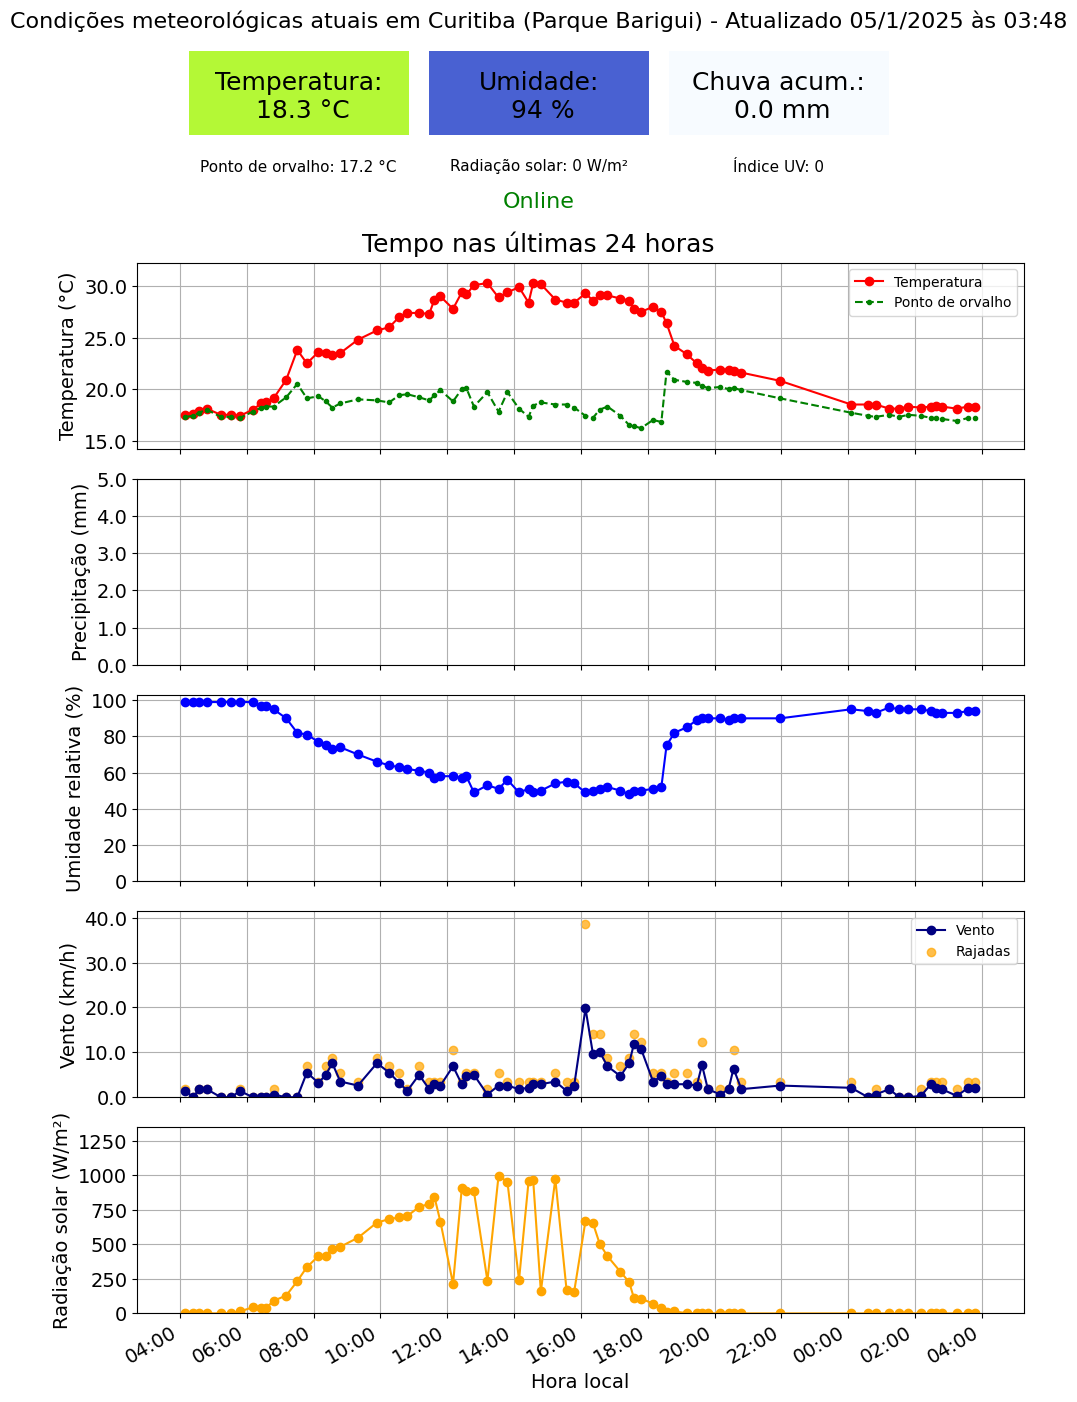 Condições meteorológicas atuais em Curitiba (Parque Barigui) - Atualizado 05/1/2025 às 03:48
Temperatura: Umidade: Chuva acum.:
18.3 °C 94 % 0.0 mm
Ponto de orvalho: 17.2 °C Radiação solar: 0 W/m² Índice UV: 0
Online
Tempo nas últimas 24 horas
Temperatura (°C)
30.0
25.0
20.0
15.0
Temperatura
Ponto de orvalho
Precipitação (mm)
5.0
4.0
3.0
2.0
1.0
0.0
Umidade relativa (%)
100
80
60
40
20
0
Vento (km/h)
40.0
30.0
20.0
10.0
0.0
Vento
Rajadas
Radiação solar (W/m²)
1250
1000
750
500
250
0
04:00 06:00 08:00 10:00 12:00 14:00 16:00 18:00 20:00 22:00 00:00 02:00 04:00
Hora local